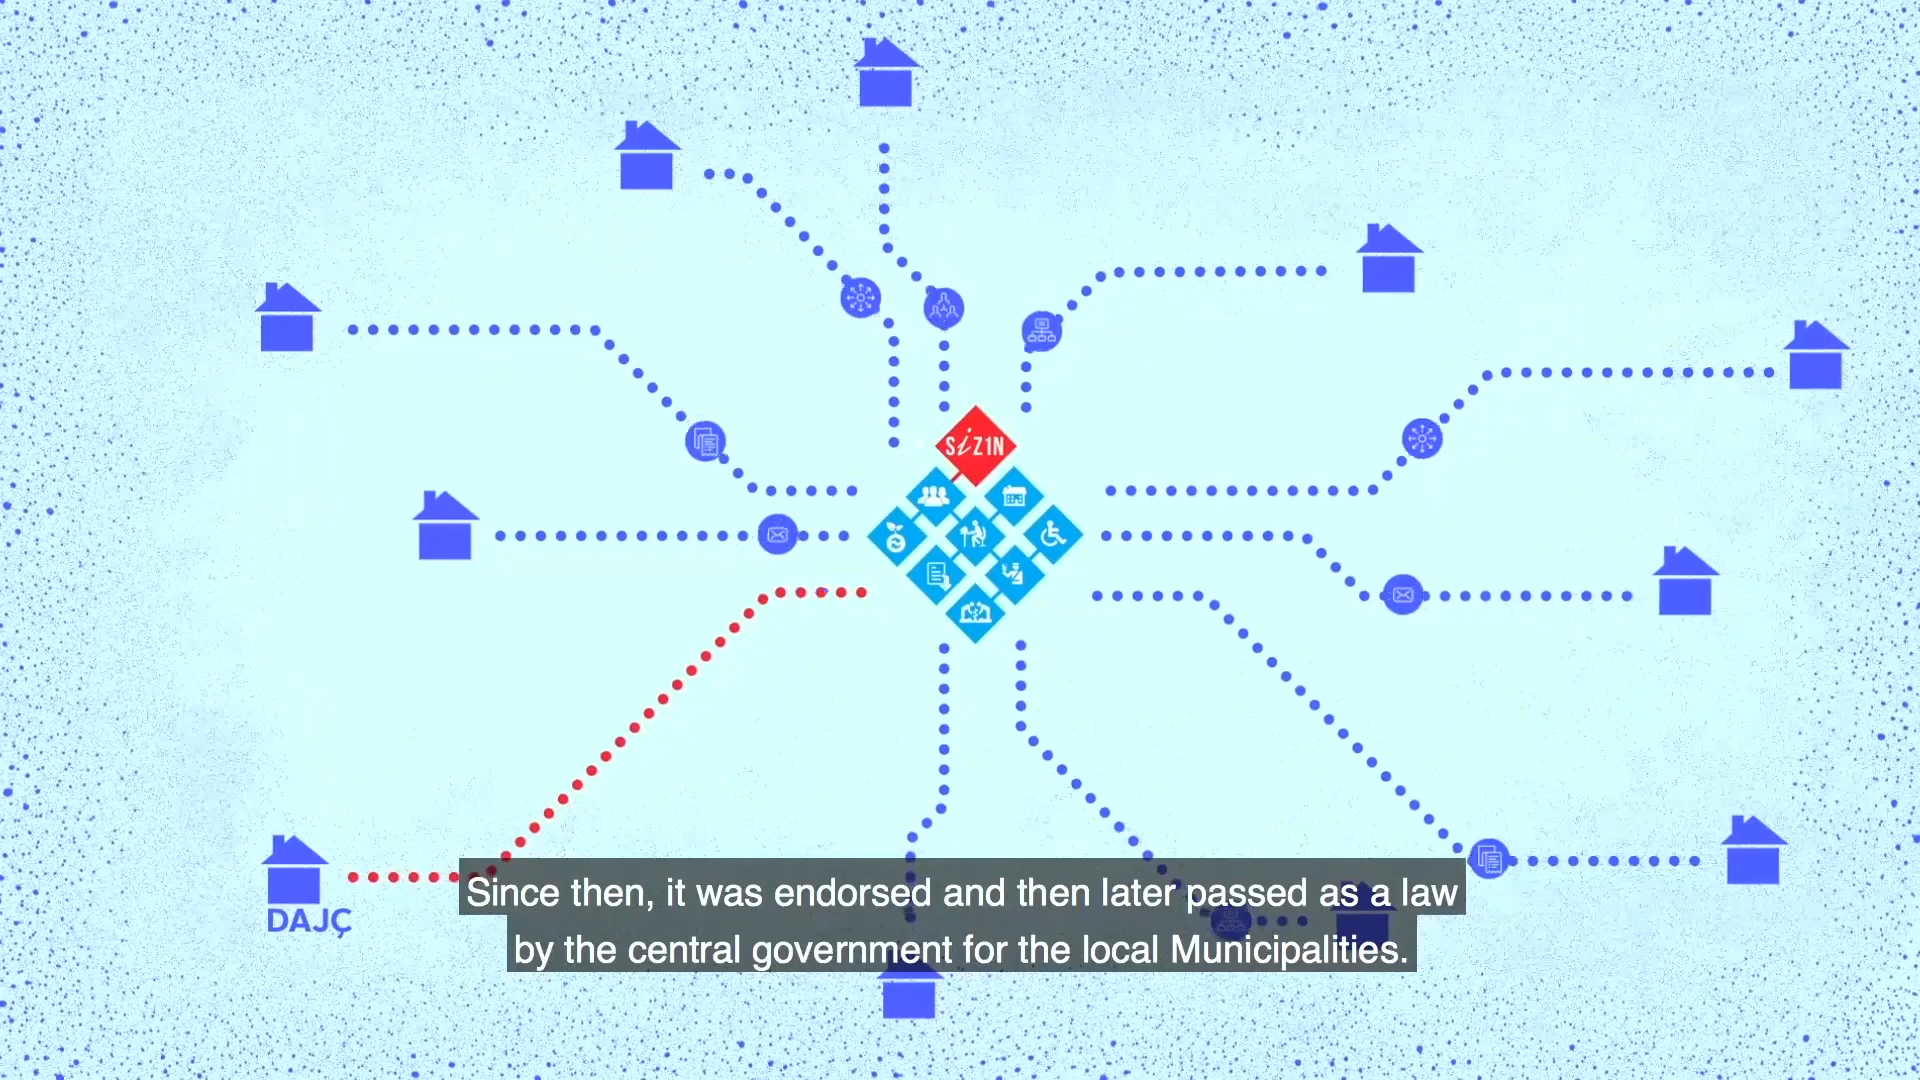 SiZ1N
DAJÇ
Since then, it was endorsed and then later passed as a law
by the central government for the local Municipalities.